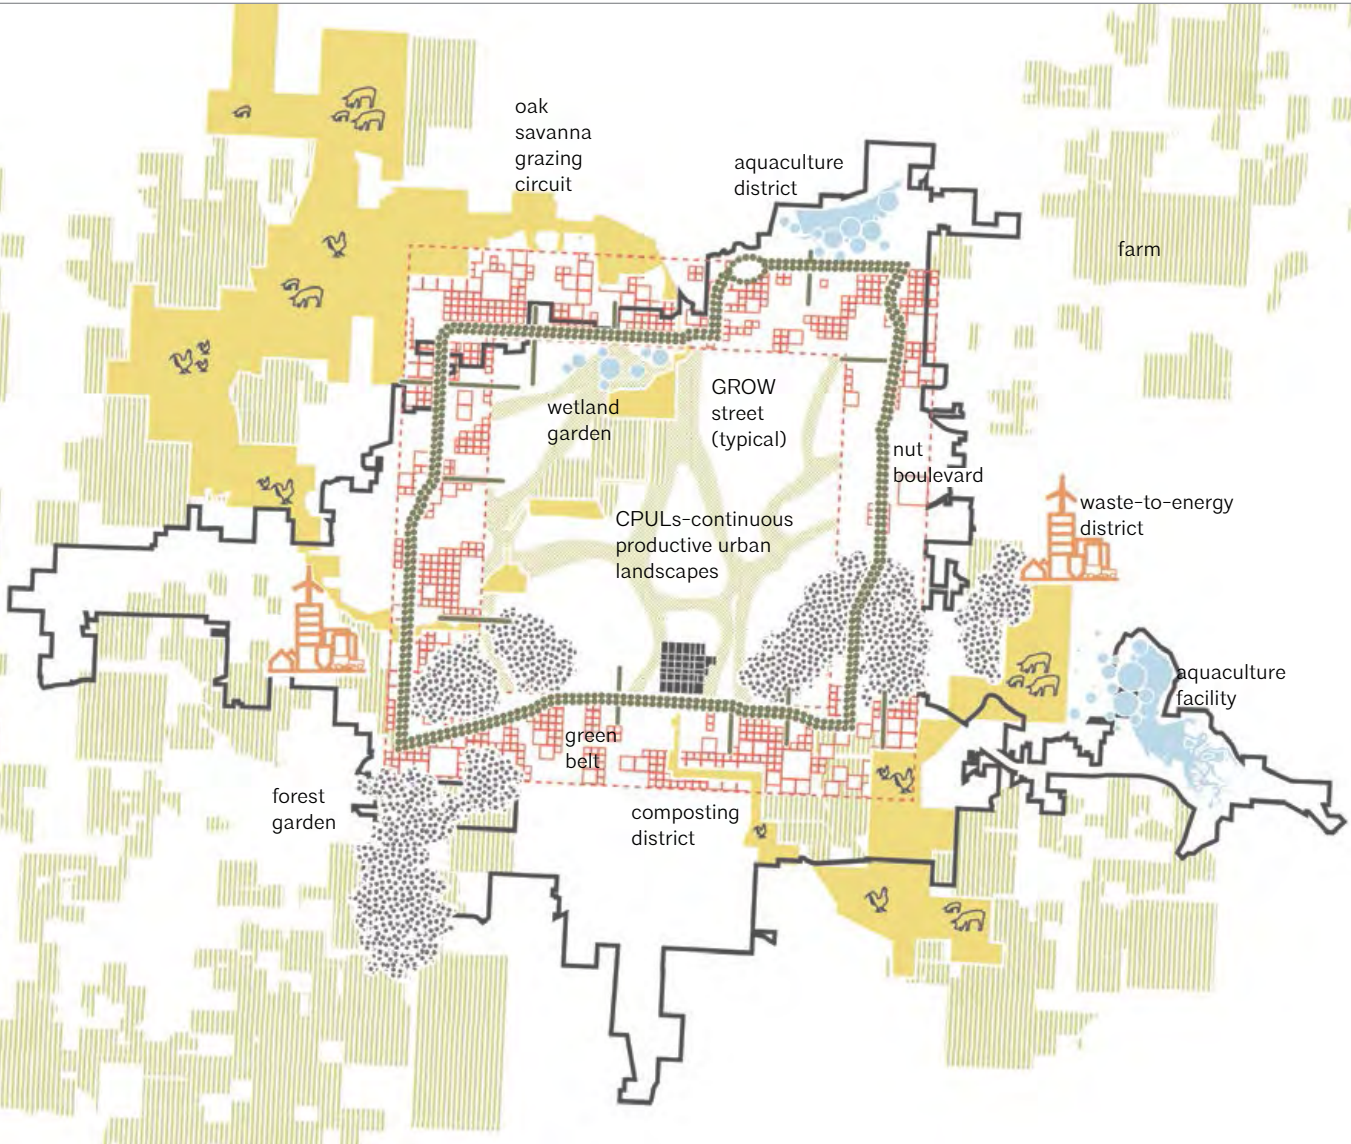 oak
savanna
grazing
circuit
aquaculture
district
farm
GROW
street
(typical)
wetland
garden
nut
boulevard
waste-to-energy
district
CPULs-continuous
productive urban
landscapes
aquaculture
facility
green
belt
forest
garden
composting
district